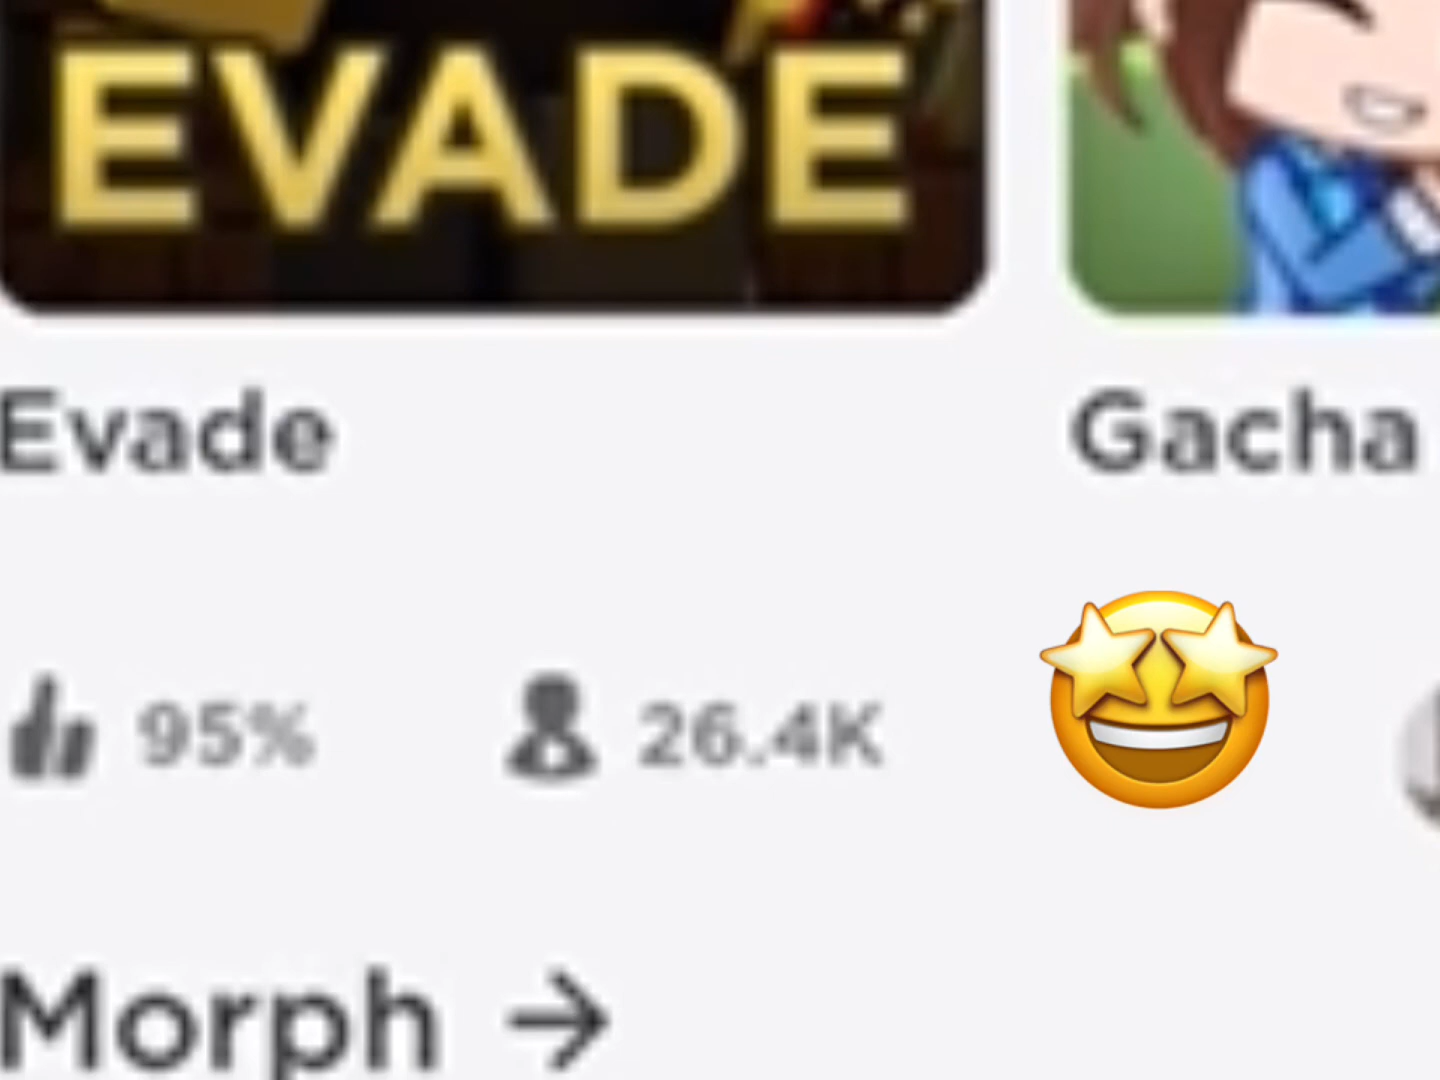 EVADE
Evade
Gacha
95%
26.4K
Morph →